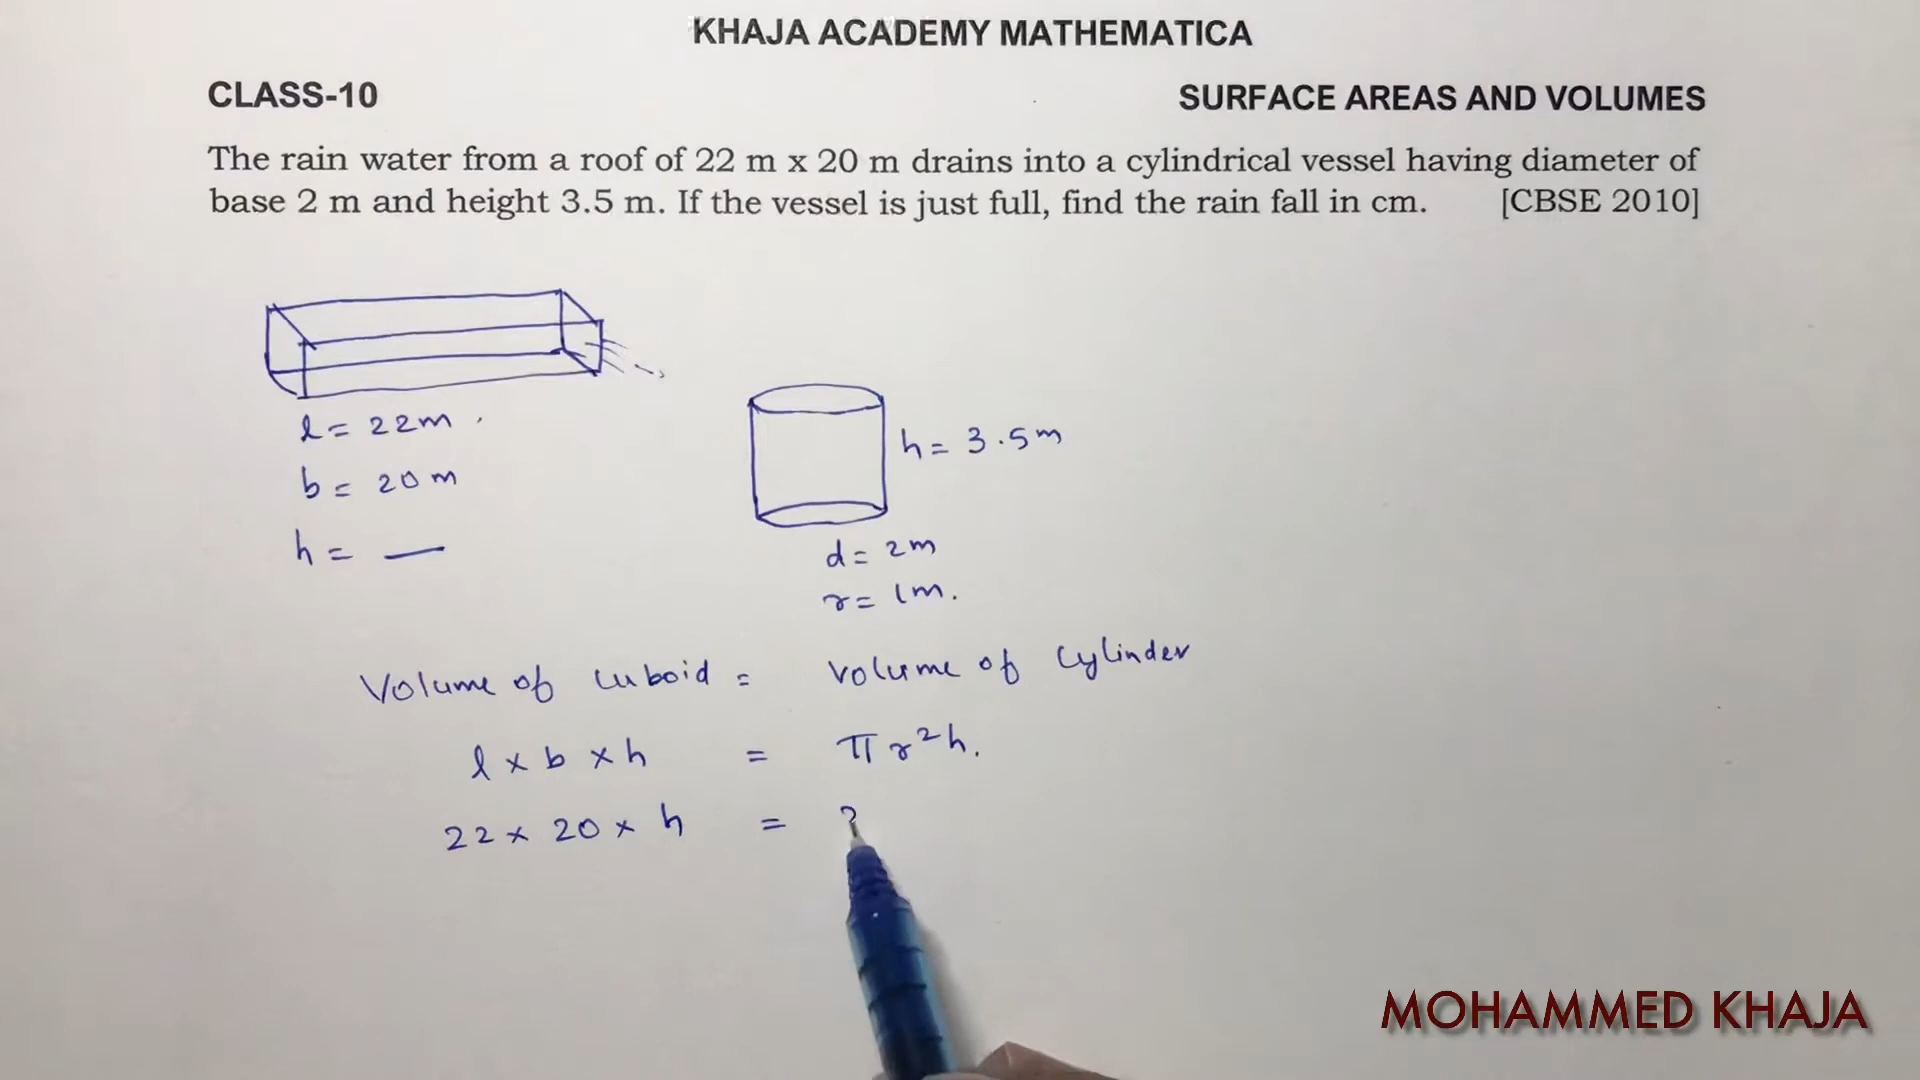 KHAJA ACADEMY MATHEMATICA
CLASS-10
SURFACE AREAS AND VOLUMES
The rain water from a roof of 22 m x 20 m drains into a cylindrical vessel having diameter of
base 2 m and height 3.5 m. If the vessel is just full, find the rain fall in cm. [CBSE 2010]
l = 22m
b = 20 m
h = —
h = 3.5m
d = 2m
r = 1m.
Volume of cuboid = Volume of cylinder
l × b × h = πr²h.
22 × 20 × h =
MOHAMMED KHAJA